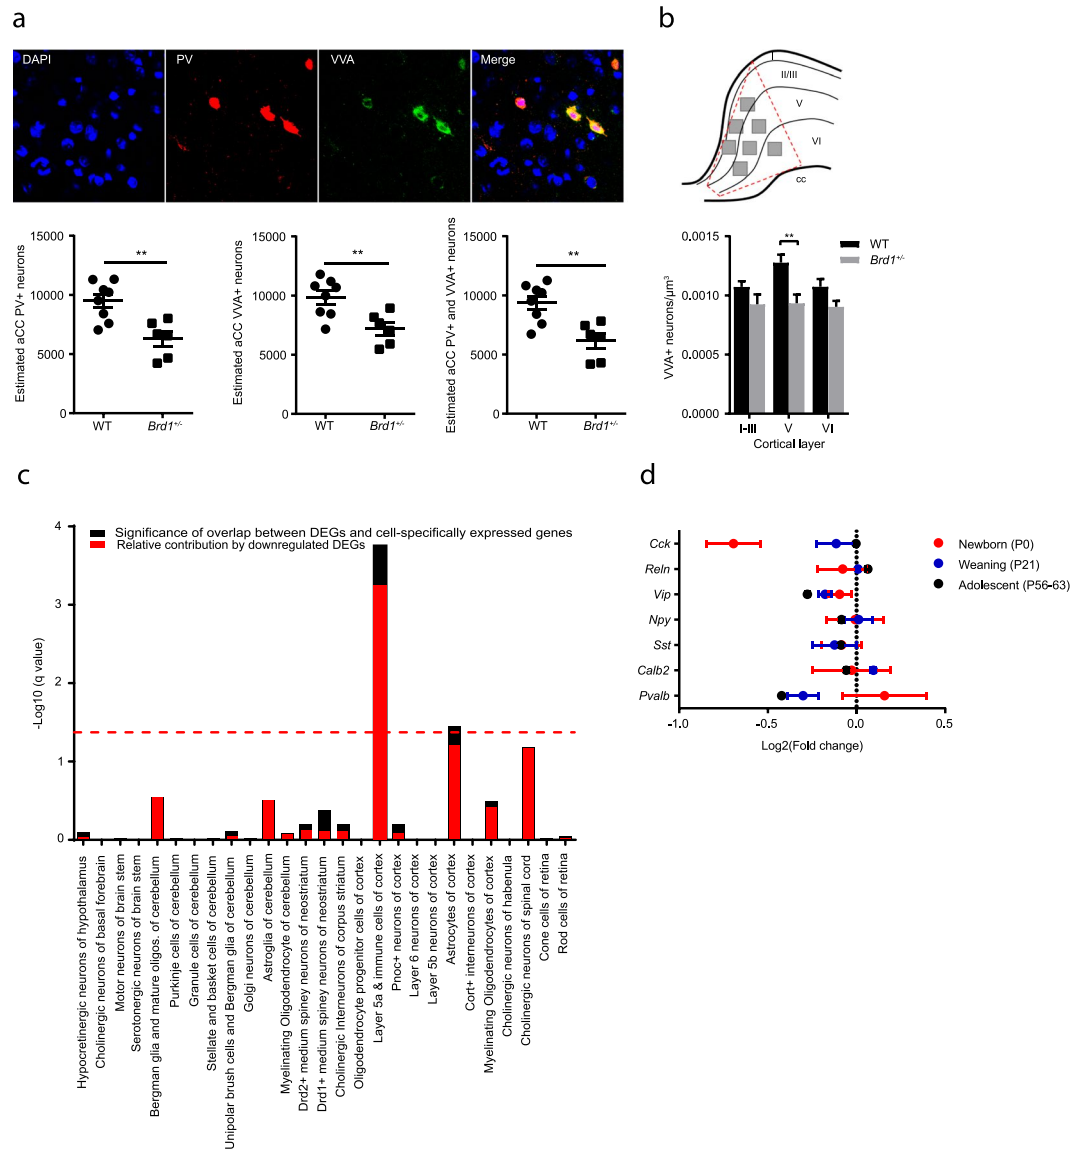 a
DAPI
PV
VVA
Merge
Estimated aCC PV+ neurons
15000
10000
5000
0
**
WT
Brd1+/-
Estimated aCC VVA+ neurons
15000
10000
5000
0
**
WT
Brd1+/-
Estimated aCC PV+ and VVA+ neurons
15000
10000
5000
0
**
WT
Brd1+/-
b
I
II/III
V
VI
cc
VVA+ neurons/um³
0.0015
0.0010
0.0005
0.0000
**
WT
Brd1+/-
I-III
V
VI
Cortical layer
c
Significance of overlap between DEGs and cell-specifically expressed genes
Relative contribution by downregulated DEGs
-Log10 (q value)
4
3
2
1
0
Hypocretinergic neurons of hypothalamus
Cholinergic neurons of basal forebrain
Motor neurons of brain stem
Serotonergic neurons of brain stem
Bergman glia and mature oligos. of cerebellum
Purkinje cells of cerebellum
Granule cells of cerebellum
Stellate and basket cells of cerebellum
Unipolar brush cells and Bergman glia of cerebellum
Golgi neurons of cerebellum
Astroglia of cerebellum
Myelinating Oligodendrocyte of cerebellum
Drd2+ medium spiney neurons of neostriatum
Drd1+ medium spiney neurons of neostriatum
Cholinergic Interneurons of corpus striatum
Oligodendrocyte progenitor cells of cortex
Layer 5a & immune cells of cortex
Pnoc+ neurons of cortex
Layer 6 neurons of cortex
Layer 5b neurons of cortex
Astrocytes of cortex
Cort+ interneurons of cortex
Myelinating Oligodendrocytes of cortex
Cholinergic neurons of habenula
Cholinergic neurons of spinal cord
Cone cells of retina
Rod cells of retina
d
Cck
Reln
Vip
Npy
Sst
Calb2
Pvalb
-1.0
-0.5
0.0
0.5
Log2(Fold change)
Newborn (P0)
Weaning (P21)
Adolescent (P56-63)